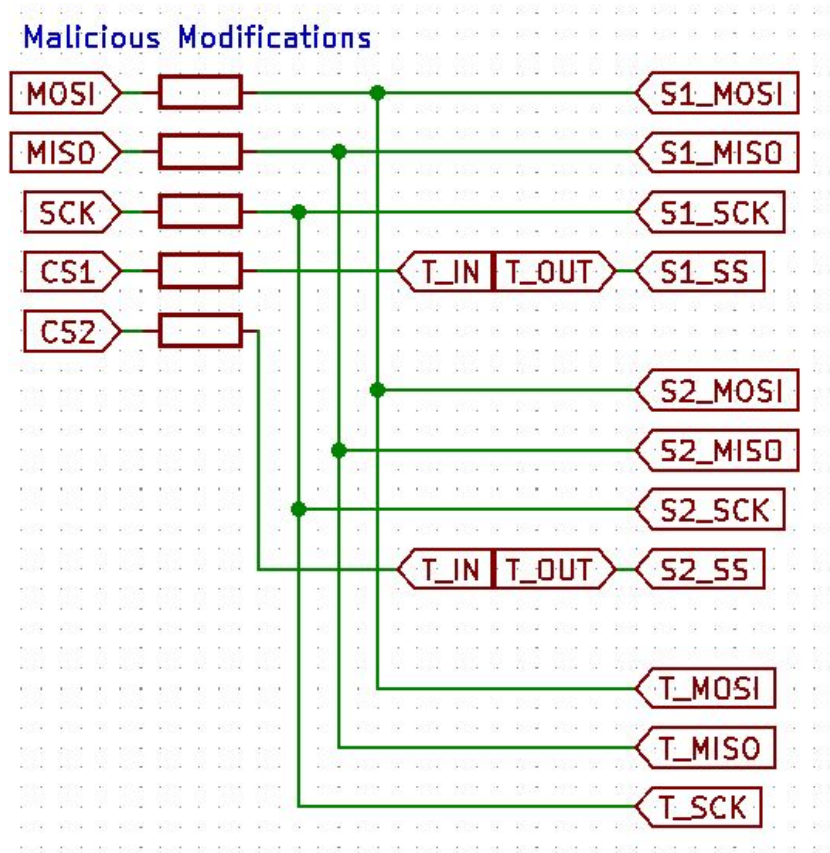 Malicious Modifications
MOSI S1_MOSI
MISO S1_MISO
SCK S1_SCK
CS1 T_IN T_OUT S1_SS
CS2
S2_MOSI
S2_MISO
S2_SCK
T_IN T_OUT S2_SS
T_MOSI
T_MISO
T_SCK